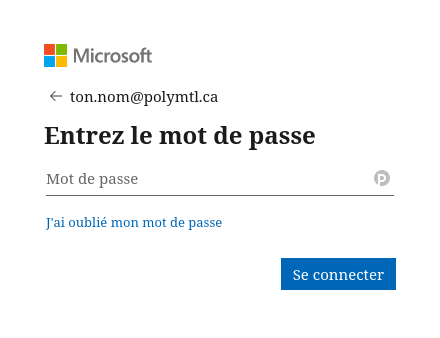 Microsoft
ton.nom@polymtl.ca
Entrez le mot de passe
Mot de passe
J'ai oublié mon mot de passe
Se connecter